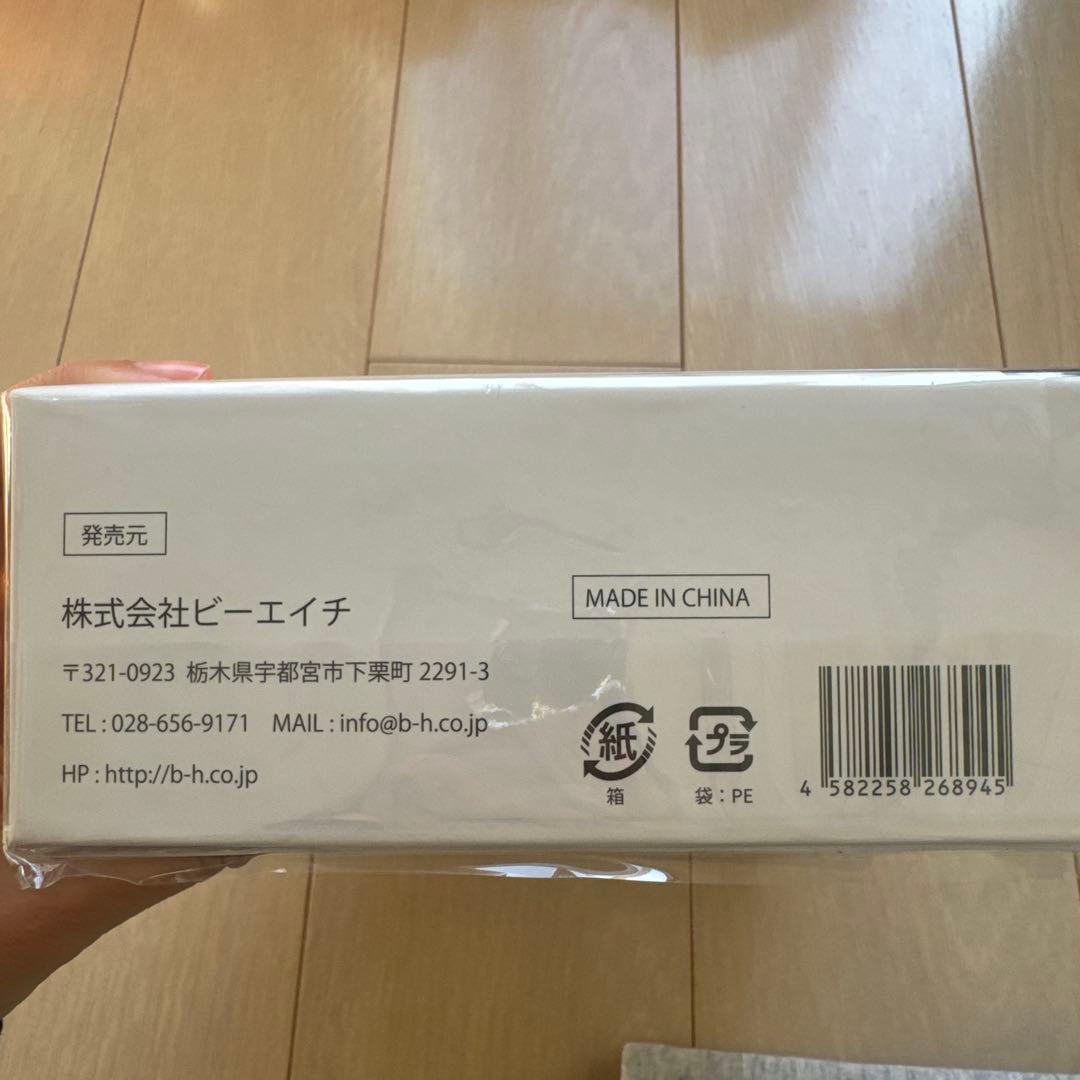 発売元
株式会社ビーエイチ
〒321-0923 栃木県宇都宮市下栗町 2291-3
TEL : 028-656-9171 MAIL : info@b-h.co.jp
HP : http://b-h.co.jp
MADE IN CHINA
紙
箱
プラ
袋：PE
4 582258 268945